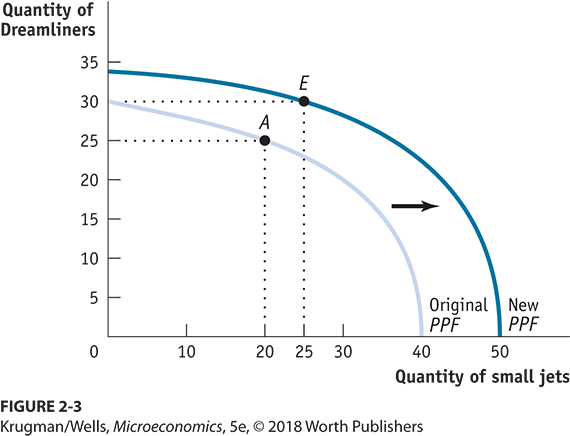 Quantity of
Dreamliners
35
30
25
20
15
10
5
0
A
E
Original
PPF
New
PPF
10
20
25
30
40
50
Quantity of small jets
FIGURE 2-3
Krugman/Wells, Microeconomics, 5e, © 2018 Worth Publishers